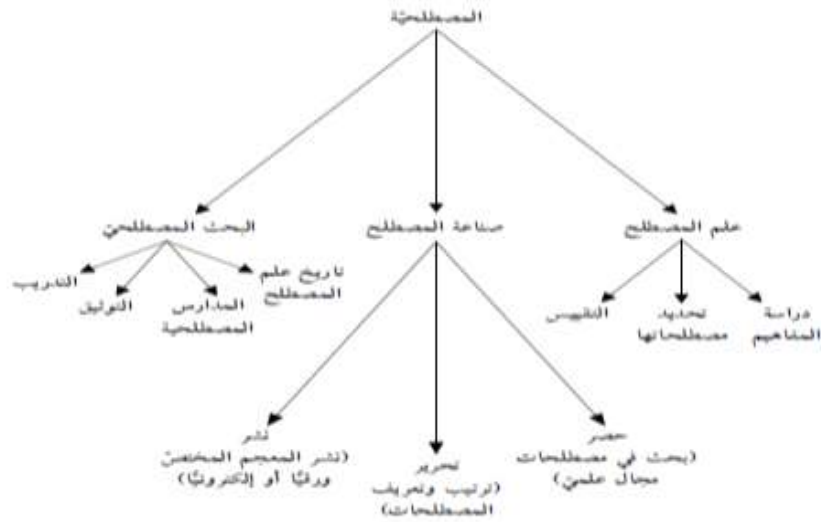 المصطلحيّة
علم المصطلح
صناعة المصطلح
البحث المصطلحيّ
دراسة
المفاهيم
تحديد
مصطلحاتها
التقييس
تاريخ علم
المصطلح
المدارس
المصطلحية
التوثيق
التدريب
حصر
(بحث في مصطلحات
مجال علميّ)
تحرير
(ترتيب وتعريف
المصطلحات)
نشر
(نشر المعجم المختصّ
ورقيًّا أو إلكترونيًّا)